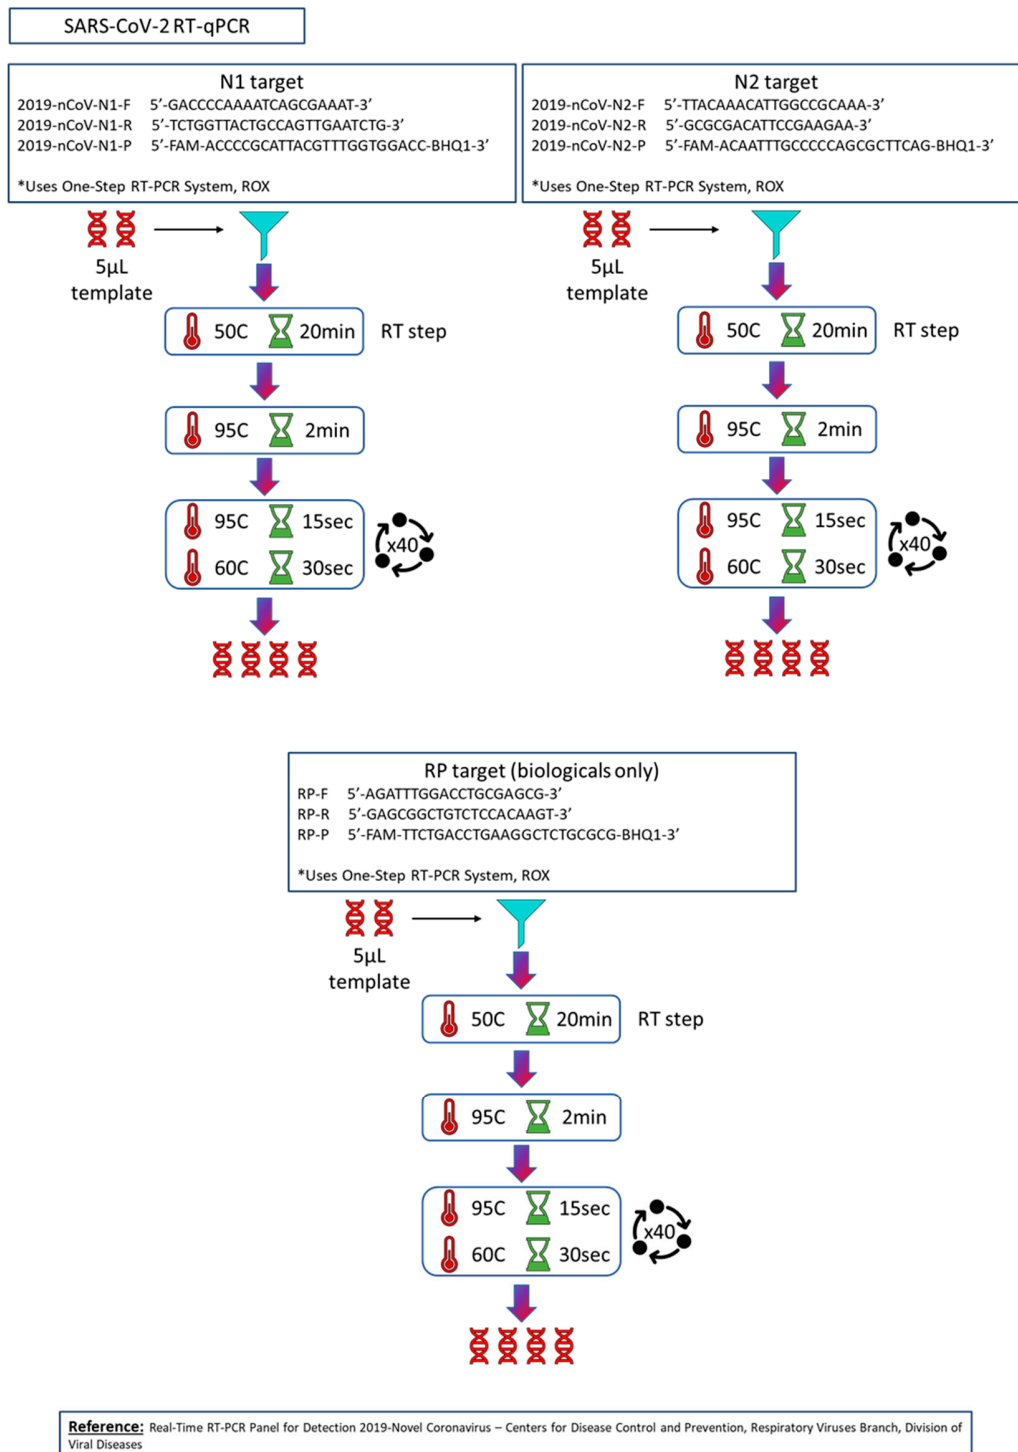 SARS-CoV-2 RT-qPCR
N1 target
2019-nCoV-N1-F 5’-GACCCCAAAATCAGCGAAAT-3’
2019-nCoV-N1-R 5’-TCTGGTTACTGCCAGTTGAATCTG-3’
2019-nCoV-N1-P 5’-FAM-ACCCCGCATTACGTTTGGTGGACC-BHQ1-3’
*Uses One-Step RT-PCR System, ROX
5µL
template
50C 20min RT step
95C 2min
95C 15sec
x40
60C 30sec
N2 target
2019-nCoV-N2-F 5’-TTACAAACATTGGCCGCAAA-3’
2019-nCoV-N2-R 5’-GCGCGACATTCCGAAGAA-3’
2019-nCoV-N2-P 5’-FAM-ACAATTTGCCCCCAGCGCTTCAG-BHQ1-3’
*Uses One-Step RT-PCR System, ROX
5µL
template
50C 20min RT step
95C 2min
95C 15sec
x40
60C 30sec
RP target (biologicals only)
RP-F 5’-AGATTTGGACCTGCGAGCG-3’
RP-R 5’-GAGCGGCTGTCTCCACAAGT-3’
RP-P 5’-FAM-TTCTGACCTGAAGGCTCTGCGCG-BHQ1-3’
*Uses One-Step RT-PCR System, ROX
5µL
template
50C 20min RT step
95C 2min
95C 15sec
x40
60C 30sec
Reference: Real-Time RT-PCR Panel for Detection 2019-Novel Coronavirus – Centers for Disease Control and Prevention, Respiratory Viruses Branch, Division of
Viral Diseases